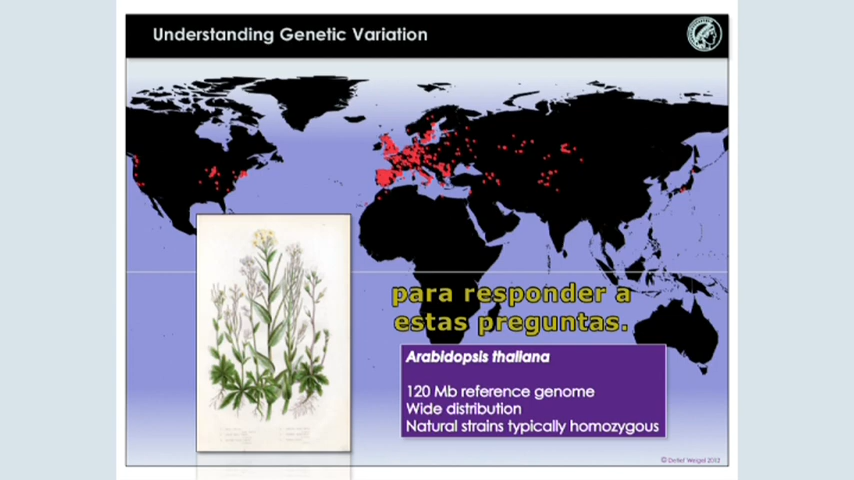 Understanding Genetic Variation
para responder a
estas preguntas.
Arabidopsis thaliana
120 Mb reference genome
Wide distribution
Natural strains typically homozygous
© Detlef Weigel 2012